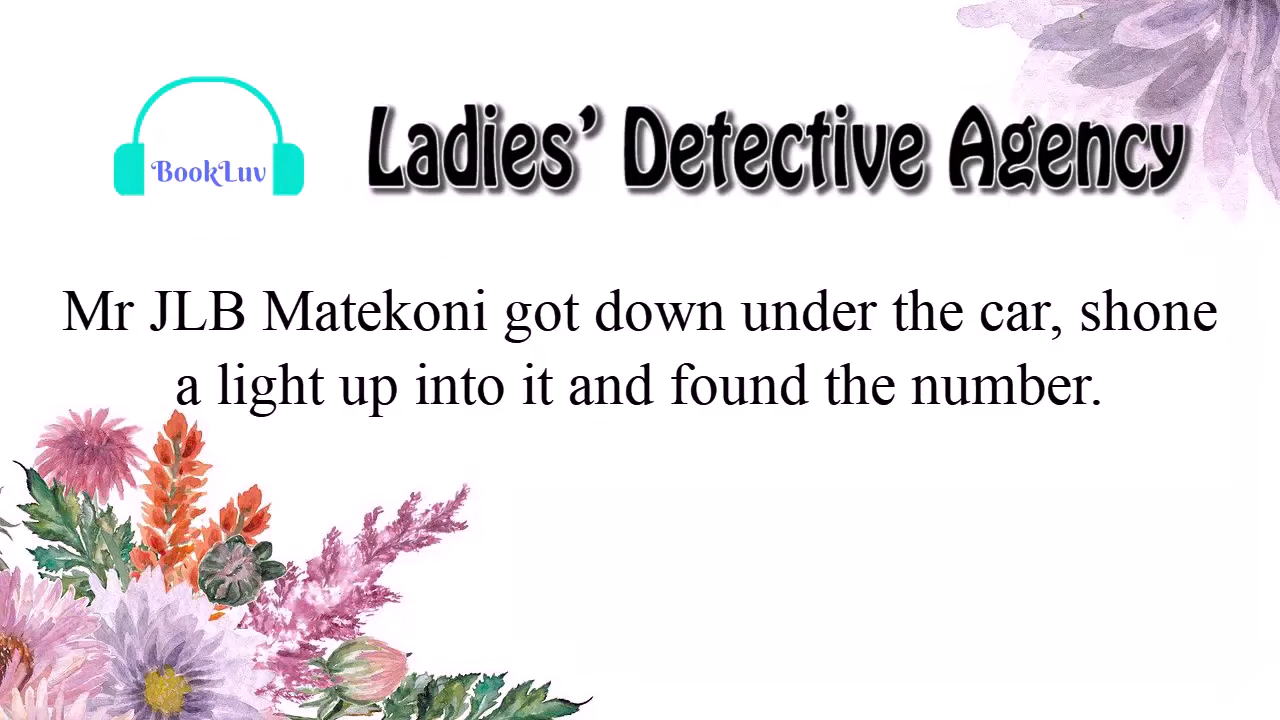 BookLuv
Ladies’ Detective Agency
Mr JLB Matekoni got down under the car, shone
a light up into it and found the number.